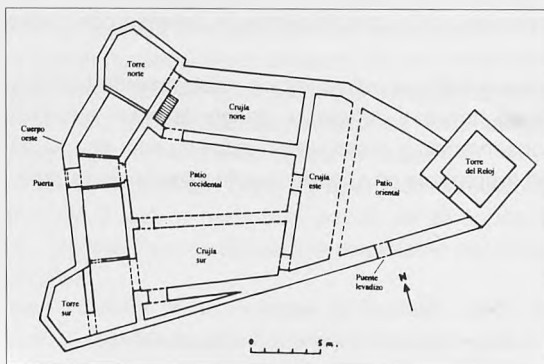 Torre
norte
Crujía
norte
Cuerpo
oeste
Puerta
Patio
occidental
Crujía
este
Patio
oriental
Torre
del Reloj
Crujía
sur
Torre
sur
Puente
levadizo
N
0 5 m.